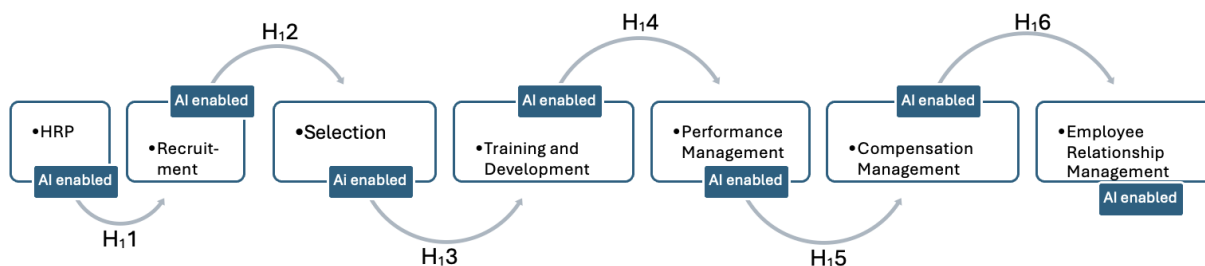 H₁2
H₁4
H₁6
AI enabled
AI enabled
AI enabled
•HRP
•Recruit-
ment
•Selection
•Training and
Development
•Performance
Management
•Compensation
Management
•Employee
Relationship
Management
AI enabled
Ai enabled
AI enabled
AI enabled
H₁1
H₁3
H₁5